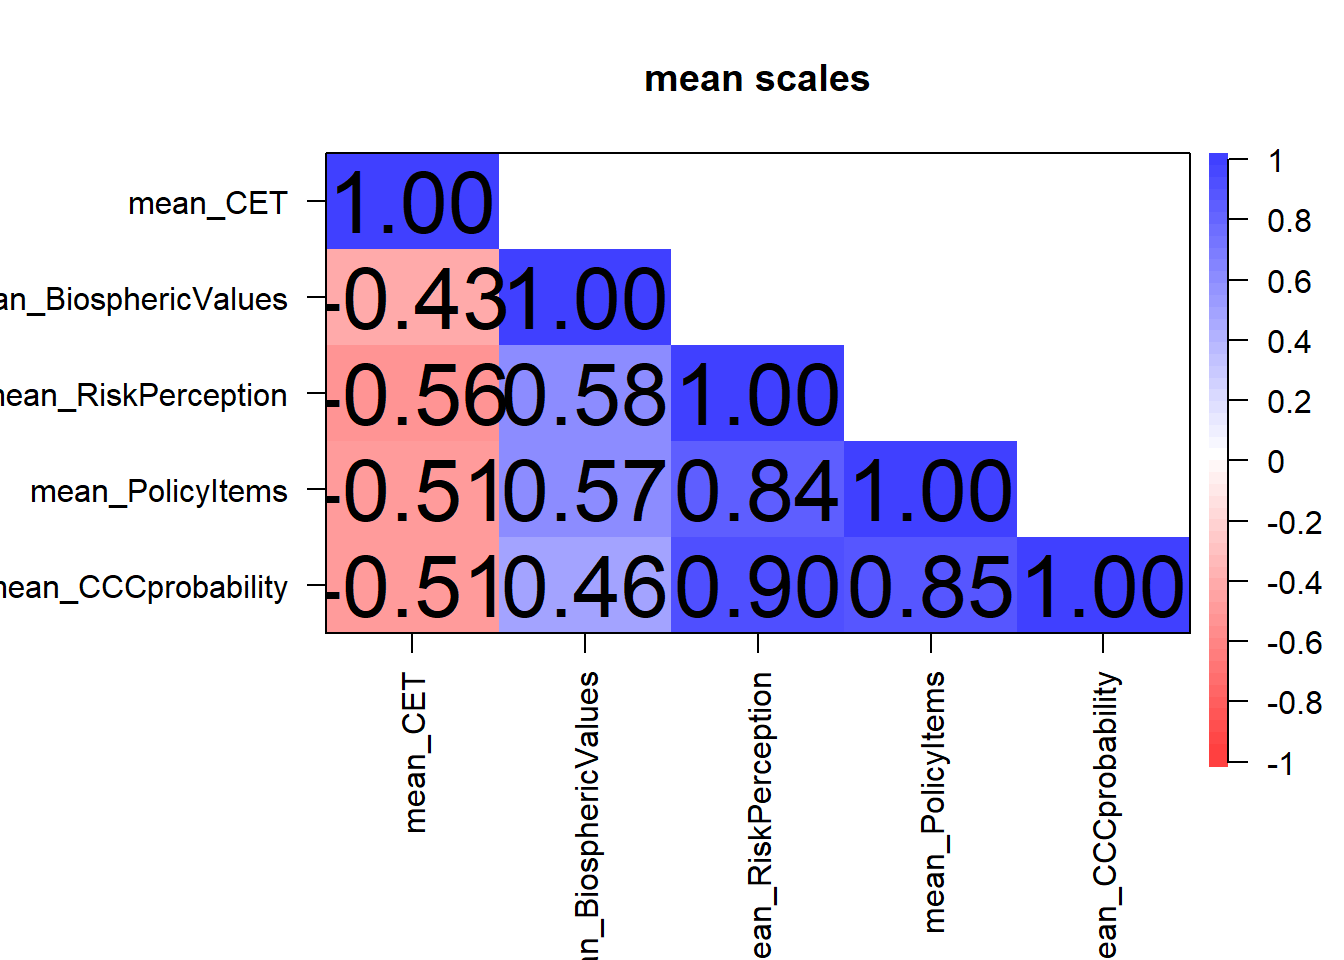 mean scales
mean_CET
1.00
an_BiosphericValues
-0.43
1.00
nean_RiskPerception
-0.56
0.58
1.00
mean_PolicyItems
-0.51
0.57
0.84
1.00
nean_CCCprobability
-0.51
0.46
0.90
0.85
1.00
mean_CET
an_BiosphericValues
ean_RiskPerception
mean_PolicyItems
ean_CCCprobability
1
0.8
0.6
0.4
0.2
0
-0.2
-0.4
-0.6
-0.8
-1